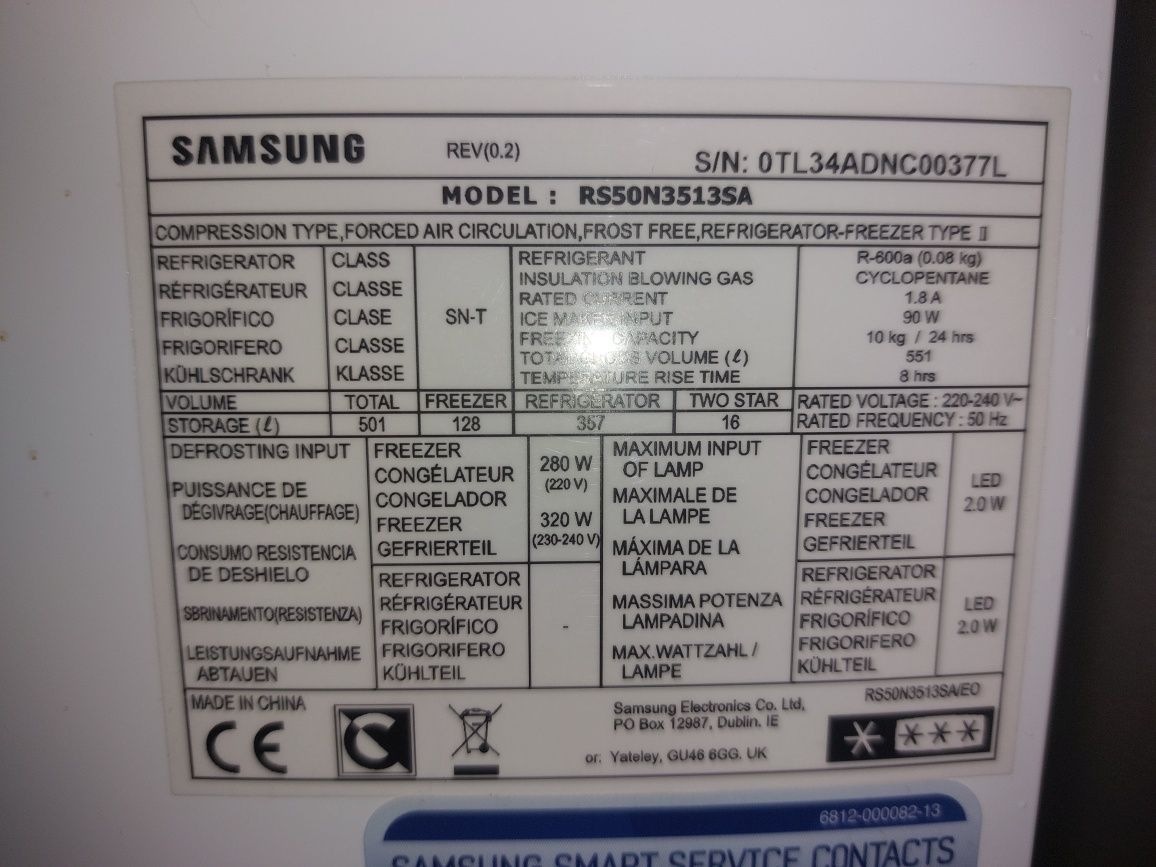 SAMSUNG REV(0.2) S/N: 0TL34ADNC00377L
MODEL : RS50N3513SA
COMPRESSION TYPE,FORCED AIR CIRCULATION,FROST FREE,REFRIGERATOR-FREEZER TYPE II
REFRIGERATOR CLASS
RÉFRIGÉRATEUR CLASSE
FRIGORÍFICO CLASE
FRIGORIFERO CLASSE
KÜHLSCHRANK KLASSE
SN-T
REFRIGERANT R-600a (0.08 kg)
INSULATION BLOWING GAS CYCLOPENTANE
RATED CURRENT 1.8 A
ICE MAKER INPUT 90 W
FREEZING CAPACITY 10 kg / 24 hrs
TOTAL GROSS VOLUME (ℓ) 551
TEMPERATURE RISE TIME 8 hrs
VOLUME TOTAL FREEZER REFRIGERATOR TWO STAR RATED VOLTAGE : 220-240 V~
STORAGE (ℓ) 501 128 357 16 RATED FREQUENCY : 50 Hz
DEFROSTING INPUT
PUISSANCE DE
DÉGIVRAGE(CHAUFFAGE)
CONSUMO RESISTENCIA
DE DESHIELO
SBRINAMENTO(RESISTENZA)
LEISTUNGSAUFNAHME
ABTAUEN
FREEZER
CONGÉLATEUR
CONGELADOR
FREEZER
GEFRIERTEIL
280 W
(220 V)
320 W
(230-240 V)
REFRIGERATOR
RÉFRIGÉRATEUR
FRIGORÍFICO
FRIGORIFERO
KÜHLTEIL
-
MAXIMUM INPUT
OF LAMP
MAXIMALE DE
LA LAMPE
MÁXIMA DE LA
LÁMPARA
MASSIMA POTENZA
LAMPADINA
MAX.WATTZAHL /
LAMPE
FREEZER
CONGÉLATEUR
CONGELADOR
FREEZER
GEFRIERTEIL
LED
2.0 W
REFRIGERATOR
RÉFRIGÉRATEUR
FRIGORÍFICO
FRIGORIFERO
KÜHLTEIL
LED
2.0 W
MADE IN CHINA
CE
Samsung Electronics Co. Ltd,
PO Box 12987, Dublin. IE
or: Yateley, GU46 6GG. UK
RS50N3513SA/EO
6812-000082-13
SAMSUNG SMART SERVICE CONTACTS